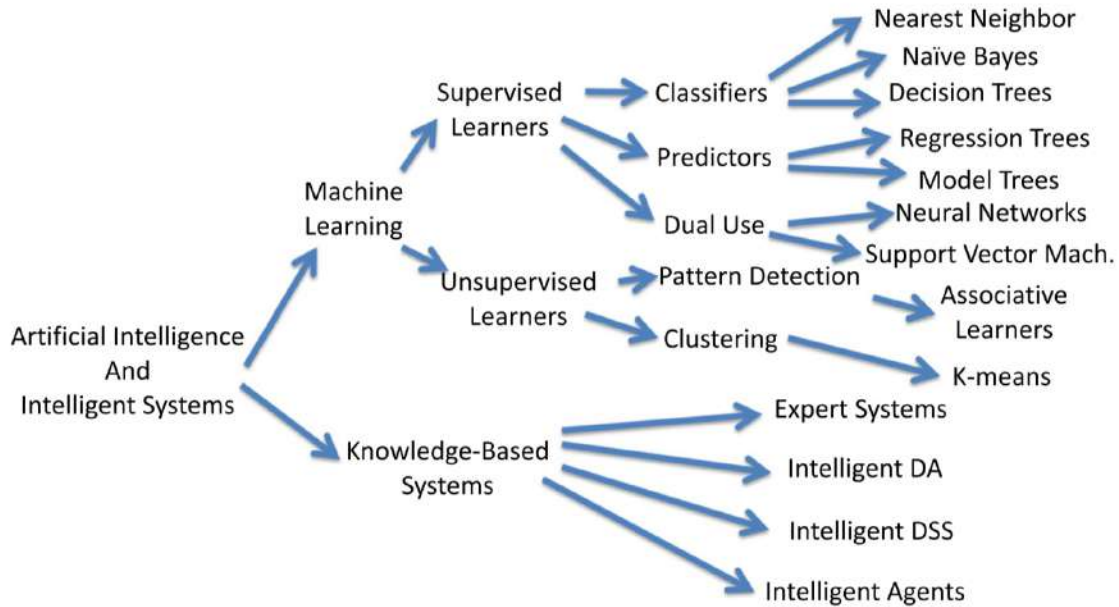 Nearest Neighbor
Naïve Bayes
Supervised
Learners
Classifiers
Decision Trees
Regression Trees
Predictors
Model Trees
Machine
Learning
Neural Networks
Dual Use
Support Vector Mach.
Unsupervised
Learners
Pattern Detection
Associative
Learners
Clustering
Artificial Intelligence
And
Intelligent Systems
K-means
Expert Systems
Knowledge-Based
Systems
Intelligent DA
Intelligent DSS
Intelligent Agents